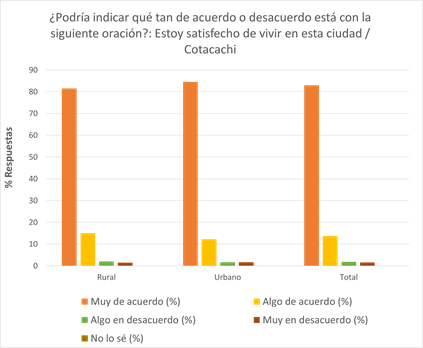 ¿Podría indicar qué tan de acuerdo o desacuerdo está con la
siguiente oración?: Estoy satisfecho de vivir en esta ciudad /
Cotacachi
% Respuestas
90
80
70
60
50
40
30
20
10
0
Rural Urbano Total
Muy de acuerdo (%) Algo de acuerdo (%)
Algo en desacuerdo (%) Muy en desacuerdo (%)
No lo sé (%)